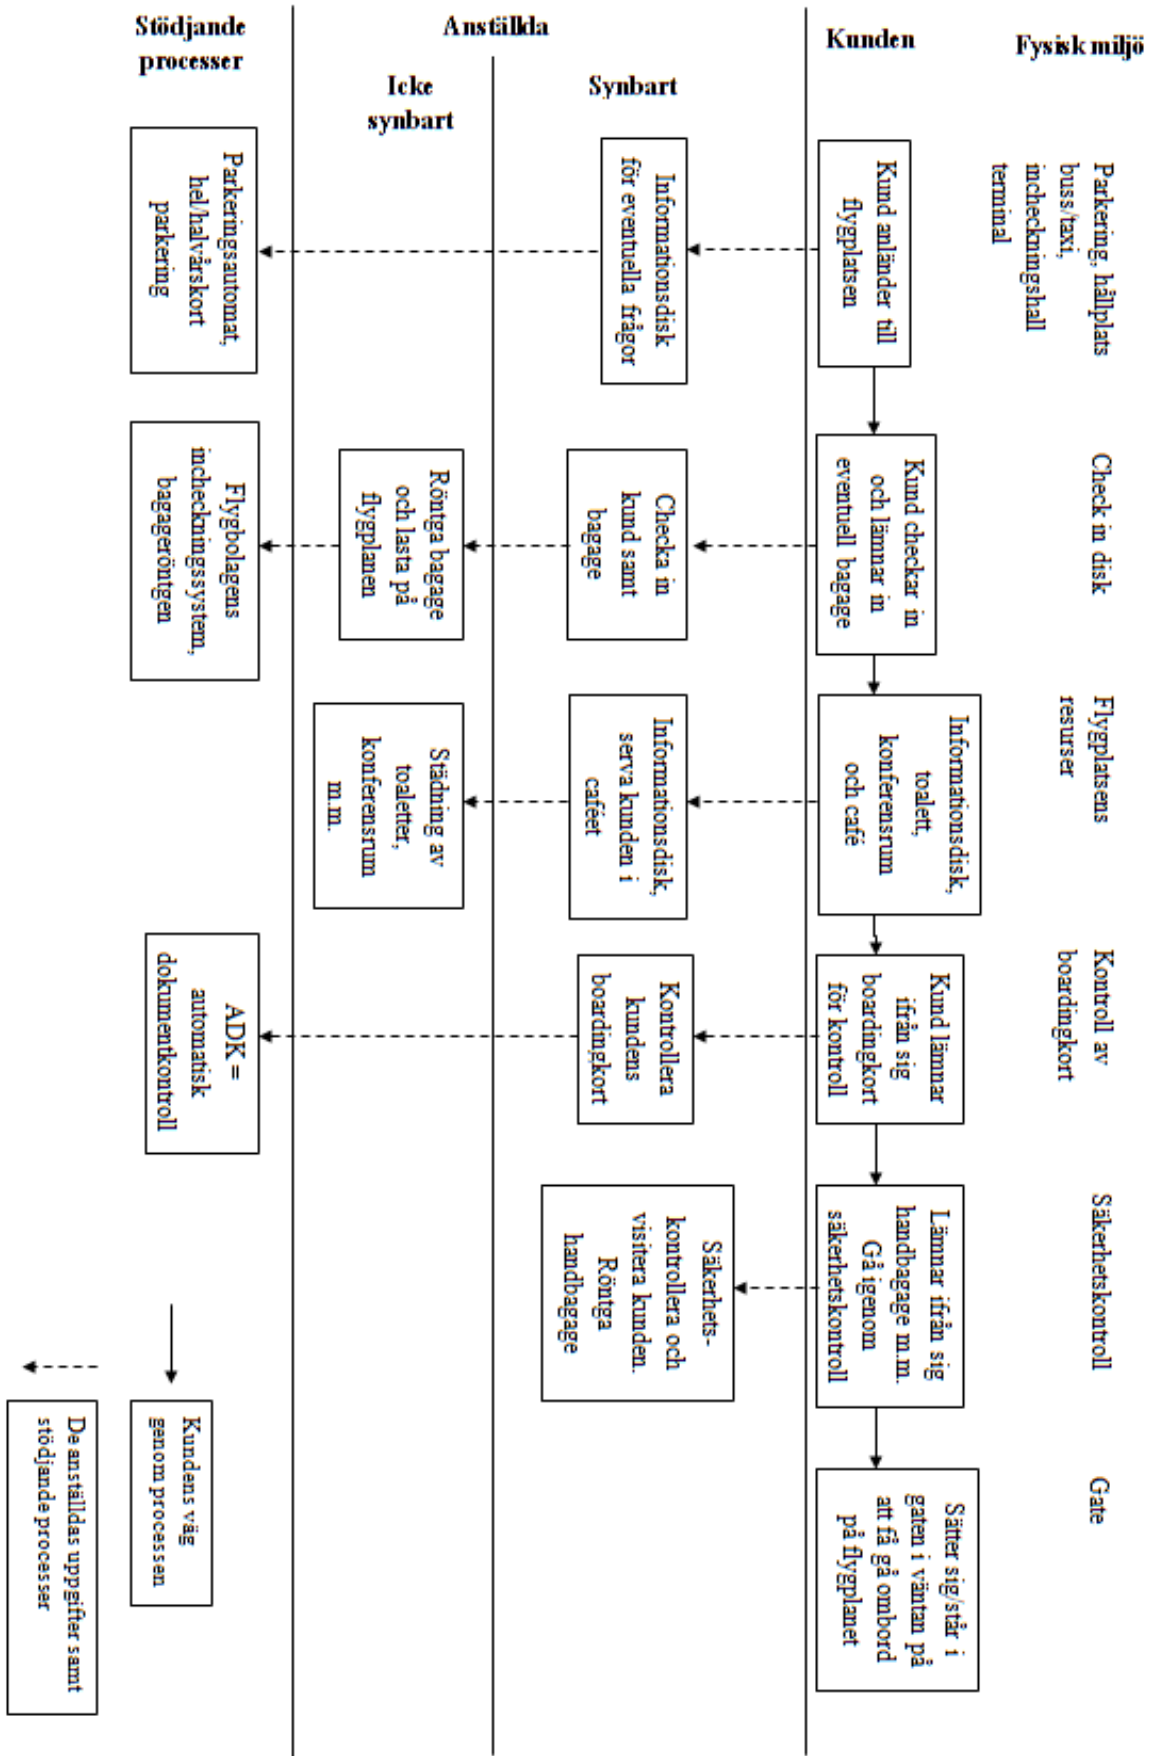 Fysisk miljö
Parkering, hållplats
buss/taxi,
incheckningshall
terminal
Check in disk
Flygplatsens
resurser
Kontroll av
boardingkort
Säkerhetskontroll
Gate
Kunden
Kund anländer till
flygplatsen
Kund checkar in
och lämnar in
eventuell bagage
Informationsdisk,
toalett,
konferensrum
och café
Kund lämnar
ifrån sig
boardingkort
för kontroll
Lämnar ifrån sig
handbagage m.m.
Gå igenom
säkerhetskontroll
Sätter sig/står i
gaten i väntan på
att få gå ombord
på flygplanet
Anställda
Synbart
Informationsdisk
för eventuella frågor
Checka in
kund samt
bagage
Informationsdisk,
serva kunden i
caféet
Kontrollera
kundens
boardingkort
Säkerhets-
kontrollera och
visitera kunden.
Röntga
handbagage
Icke
synbart
Röntga bagage
och lasta på
flygplanen
Städning av
toaletter,
konferensrum
m.m.
Stödjande
processer
Parkeringsautomat,
hel/halvårskort
parkering
Flygbolagens
incheckningssystem,
bagageröntgen
ADK =
automatisk
dokumentkontroll
Kundens väg
genom processen
De anställdas uppgifter samt
stödjande processer